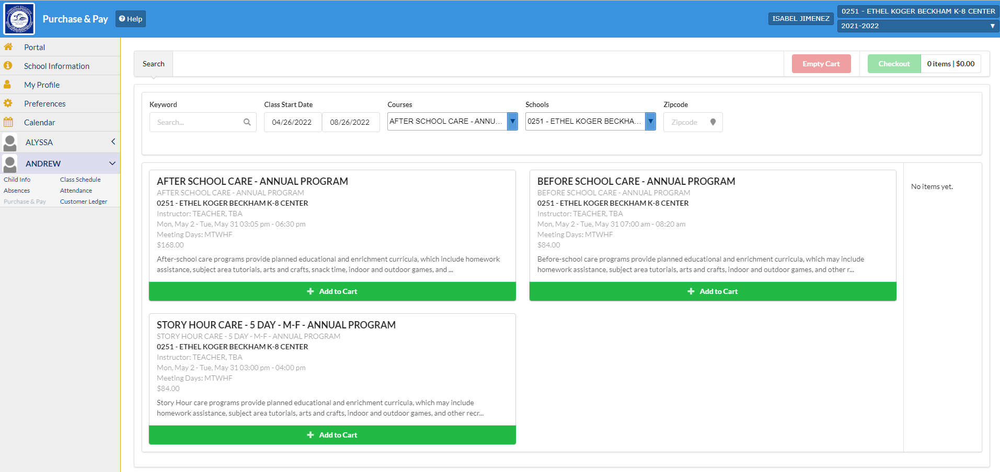 Purchase & Pay
Help
ISABEL JIMENEZ
0251 - ETHEL KOGER BECKHAM K-8 CENTER
2021-2022
Portal
School Information
My Profile
Preferences
Calendar
ALYSSA
ANDREW
Child Info
Class Schedule
Absences
Attendance
Purchase & Pay
Customer Ledger
Search
Empty Cart
Checkout
0 items | $0.00
Keyword
Class Start Date
Courses
Schools
Zipcode
Search...
04/26/2022
08/26/2022
AFTER SCHOOL CARE - ANNU...
0251 - ETHEL KOGER BECKHA...
Zipcode
AFTER SCHOOL CARE - ANNUAL PROGRAM
AFTER SCHOOL CARE - ANNUAL PROGRAM
0251 - ETHEL KOGER BECKHAM K-8 CENTER
Instructor: TEACHER, TBA
Mon, May 2 - Tue, May 31 03:05 pm - 06:30 pm
Meeting Days: MTWHF
$168.00
After-school care programs provide planned educational and enrichment curricula, which include homework
assistance, subject area tutorials, arts and crafts, snack time, indoor and outdoor games, and ...
Add to Cart
BEFORE SCHOOL CARE - ANNUAL PROGRAM
BEFORE SCHOOL CARE - ANNUAL PROGRAM
0251 - ETHEL KOGER BECKHAM K-8 CENTER
Instructor: TEACHER, TBA
Mon, May 2 - Tue, May 31 07:00 am - 08:20 am
Meeting Days: MTWHF
$84.00
Before-school care programs provide planned educational and enrichment curricula, which may include
homework assistance, subject area tutorials, arts and crafts, indoor and outdoor games, and other r...
Add to Cart
No items yet.
STORY HOUR CARE - 5 DAY - M-F - ANNUAL PROGRAM
STORY HOUR CARE - 5 DAY - M-F - ANNUAL PROGRAM
0251 - ETHEL KOGER BECKHAM K-8 CENTER
Instructor: TEACHER, TBA
Mon, May 2 - Tue, May 31 03:00 pm - 04:00 pm
Meeting Days: MTWHF
$84.00
Story Hour care programs provide planned educational and enrichment curricula, which may include
homework assistance, subject area tutorials, arts and crafts, indoor and outdoor games, and other recr...
Add to Cart